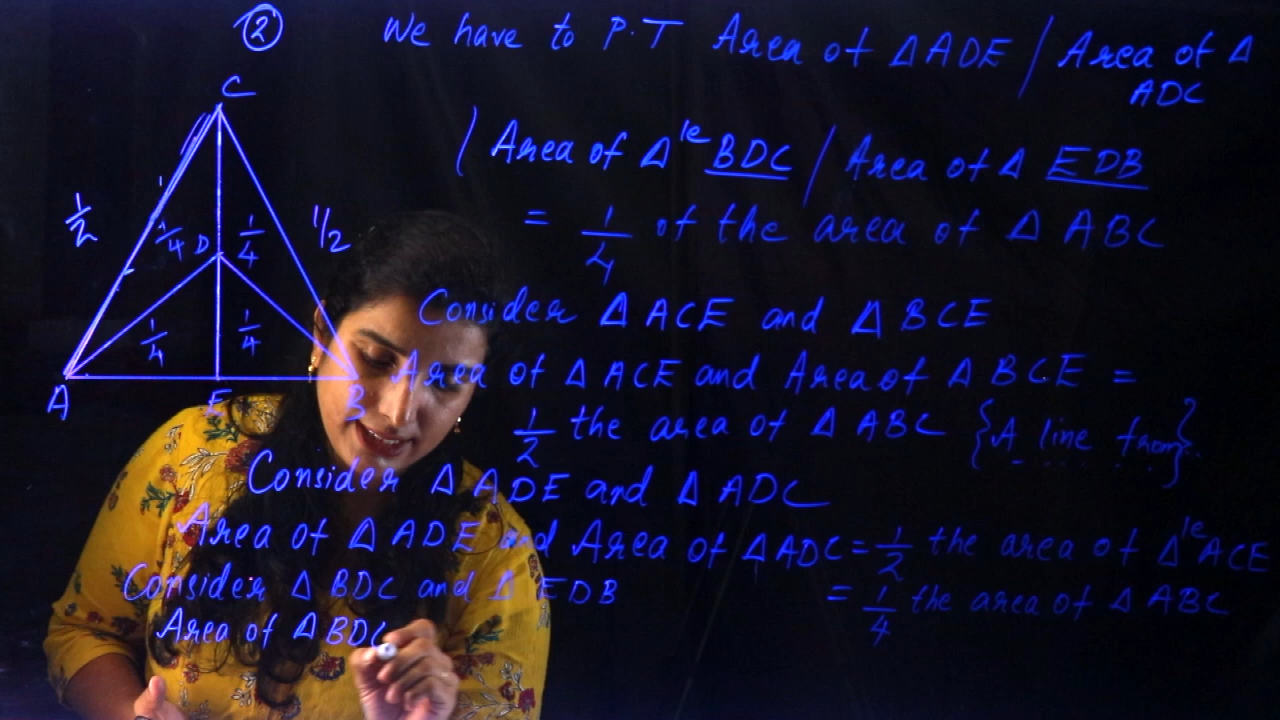 2
We have to P.T Area of Δ ADE / Area of Δ ADC
/ Area of Δle BDC / Area of Δ EDB
= 1/4 of the area of Δ ABC
Consider Δ ACE and Δ BCE
Area of Δ ACE and Area of Δ BCE =
1/2 the area of Δ ABC {A line from}
Consider Δ ADE and Δ ADC
Area of Δ ADE and Area of Δ ADC = 1/2 the area of Δle ACE
= 1/4 the area of Δ ABC
Consider Δ BDC and Δ EDB
Area of Δ BDC
C
1/2
1/4
D
1/4
1/2
1/4
1/4
A
E
B